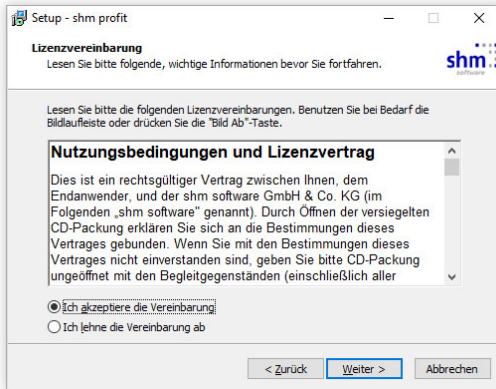 Setup - shm profit
Lizenzvereinbarung
Lesen Sie bitte folgende, wichtige Informationen bevor Sie fortfahren.
shm
software
Lesen Sie bitte die folgenden Lizenzvereinbarungen. Benutzen Sie bei Bedarf die
Bildlaufleiste oder drücken Sie die "Bild Ab"-Taste.
Nutzungsbedingungen und Lizenzvertrag
Dies ist ein rechtsgültiger Vertrag zwischen Ihnen, dem
Endanwender, und der shm software GmbH & Co. KG (im
Folgenden „shm software" genannt). Durch Öffnen der versiegelten
CD-Packung erklären Sie sich an die Bestimmungen dieses
Vertrages gebunden. Wenn Sie mit den Bestimmungen dieses
Vertrages nicht einverstanden sind, geben Sie bitte CD-Packung
ungeöffnet mit den Begleitgegenständen (einschließlich aller
Ich akzeptiere die Vereinbarung
Ich lehne die Vereinbarung ab
< Zurück Weiter > Abbrechen